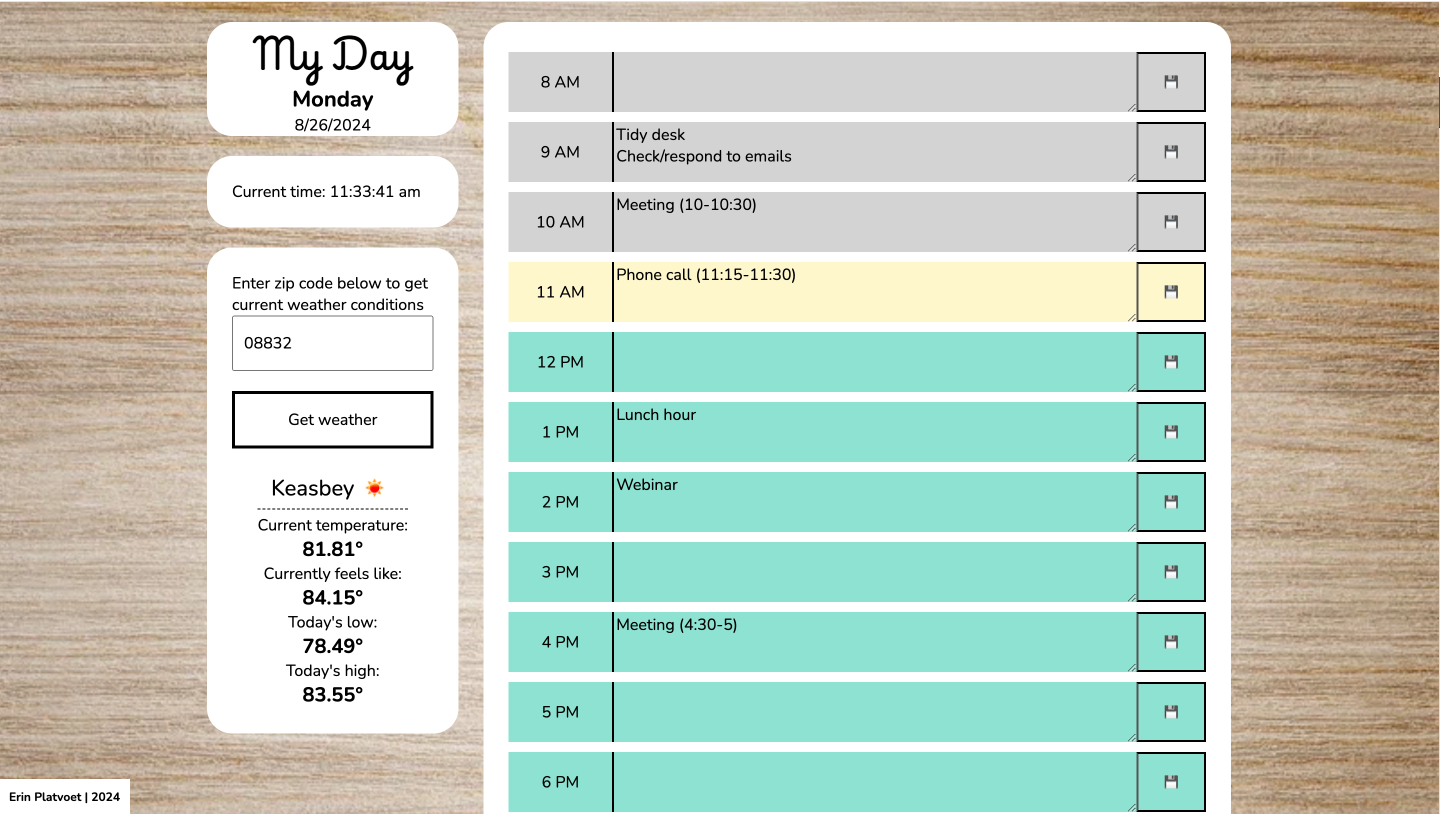 My Day
Monday
8/26/2024
Current time: 11:33:41 am
Enter zip code below to get
current weather conditions
08832
Get weather
Keasbey
Current temperature:
81.81°
Currently feels like:
84.15°
Today's low:
78.49°
Today's high:
83.55°
8 AM
9 AM
Tidy desk
Check/respond to emails
10 AM
Meeting (10-10:30)
11 AM
Phone call (11:15-11:30)
12 PM
1 PM
Lunch hour
2 PM
Webinar
3 PM
4 PM
Meeting (4:30-5)
5 PM
6 PM
Erin Platvoet | 2024